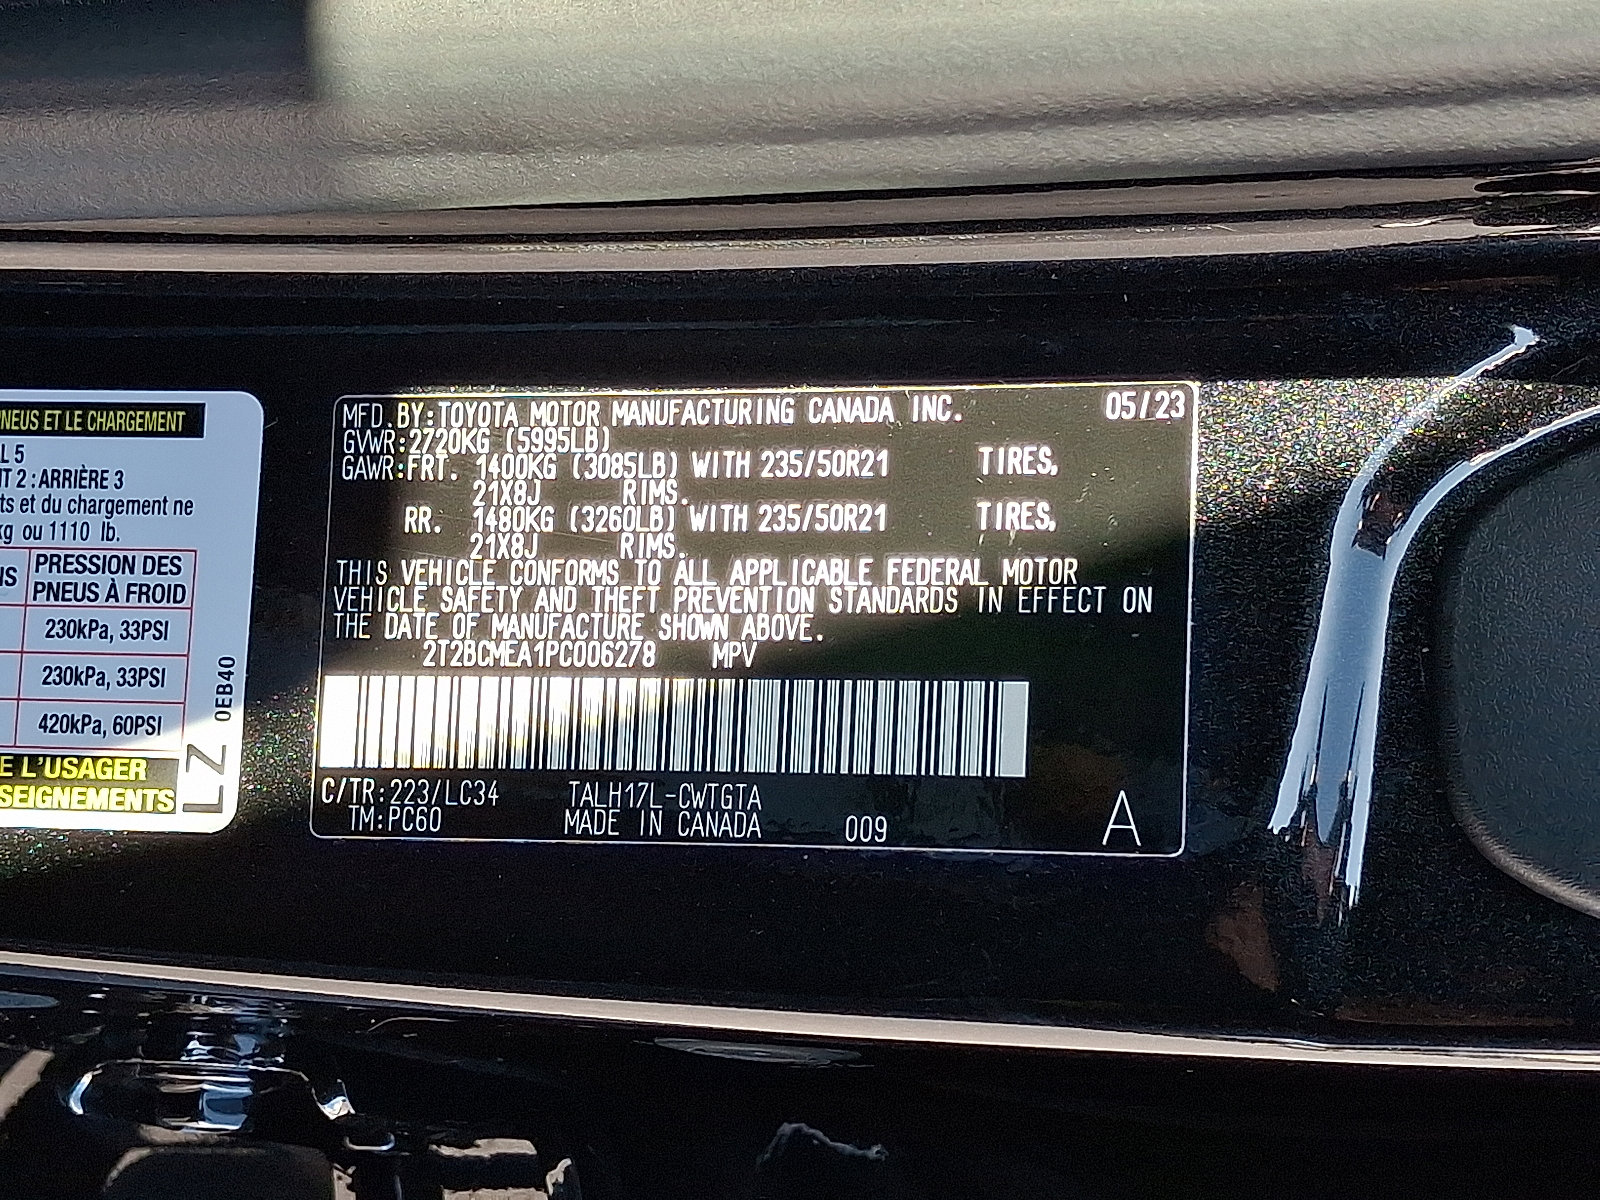 PNEUS ET LE CHARGEMENT
L 5
NT 2 : ARRIÈRE 3
ts et du chargement ne
kg ou 1110 lb.
NS
PRESSION DES
PNEUS À FROID
230kPa, 33PSI
230kPa, 33PSI
420kPa, 60PSI
E L'USAGER
SEIGNEMENTS
LZ 0EB40
MFD. BY: TOYOTA MOTOR MANUFACTURING CANADA INC. 05/23
GVWR: 2720KG (5995LB)
GAWR: FRT. 1400KG (3085LB) WITH 235/50R21 TIRES,
21X8J RIMS.
RR. 1480KG (3260LB) WITH 235/50R21 TIRES,
21X8J RIMS.
THIS VEHICLE CONFORMS TO ALL APPLICABLE FEDERAL MOTOR
VEHICLE SAFETY AND THEFT PREVENTION STANDARDS IN EFFECT ON
THE DATE OF MANUFACTURE SHOWN ABOVE.
2T2BCMEA1PC006278 MPV
C/TR: 223/LC34 TALH17L-CWTGTA
TM: PC60 MADE IN CANADA 009 A